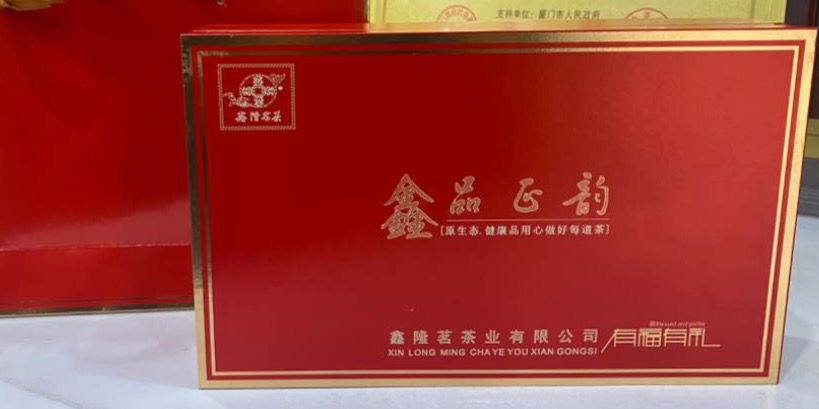 支持单位：厦门市人民政府
鑫隆茗茶
鑫品正韵
[原生态.健康品用心做好每道茶]
鑫隆茗茶业有限公司
XIN LONG MING CHAYE YOU XIAN GONGSI
有福有礼